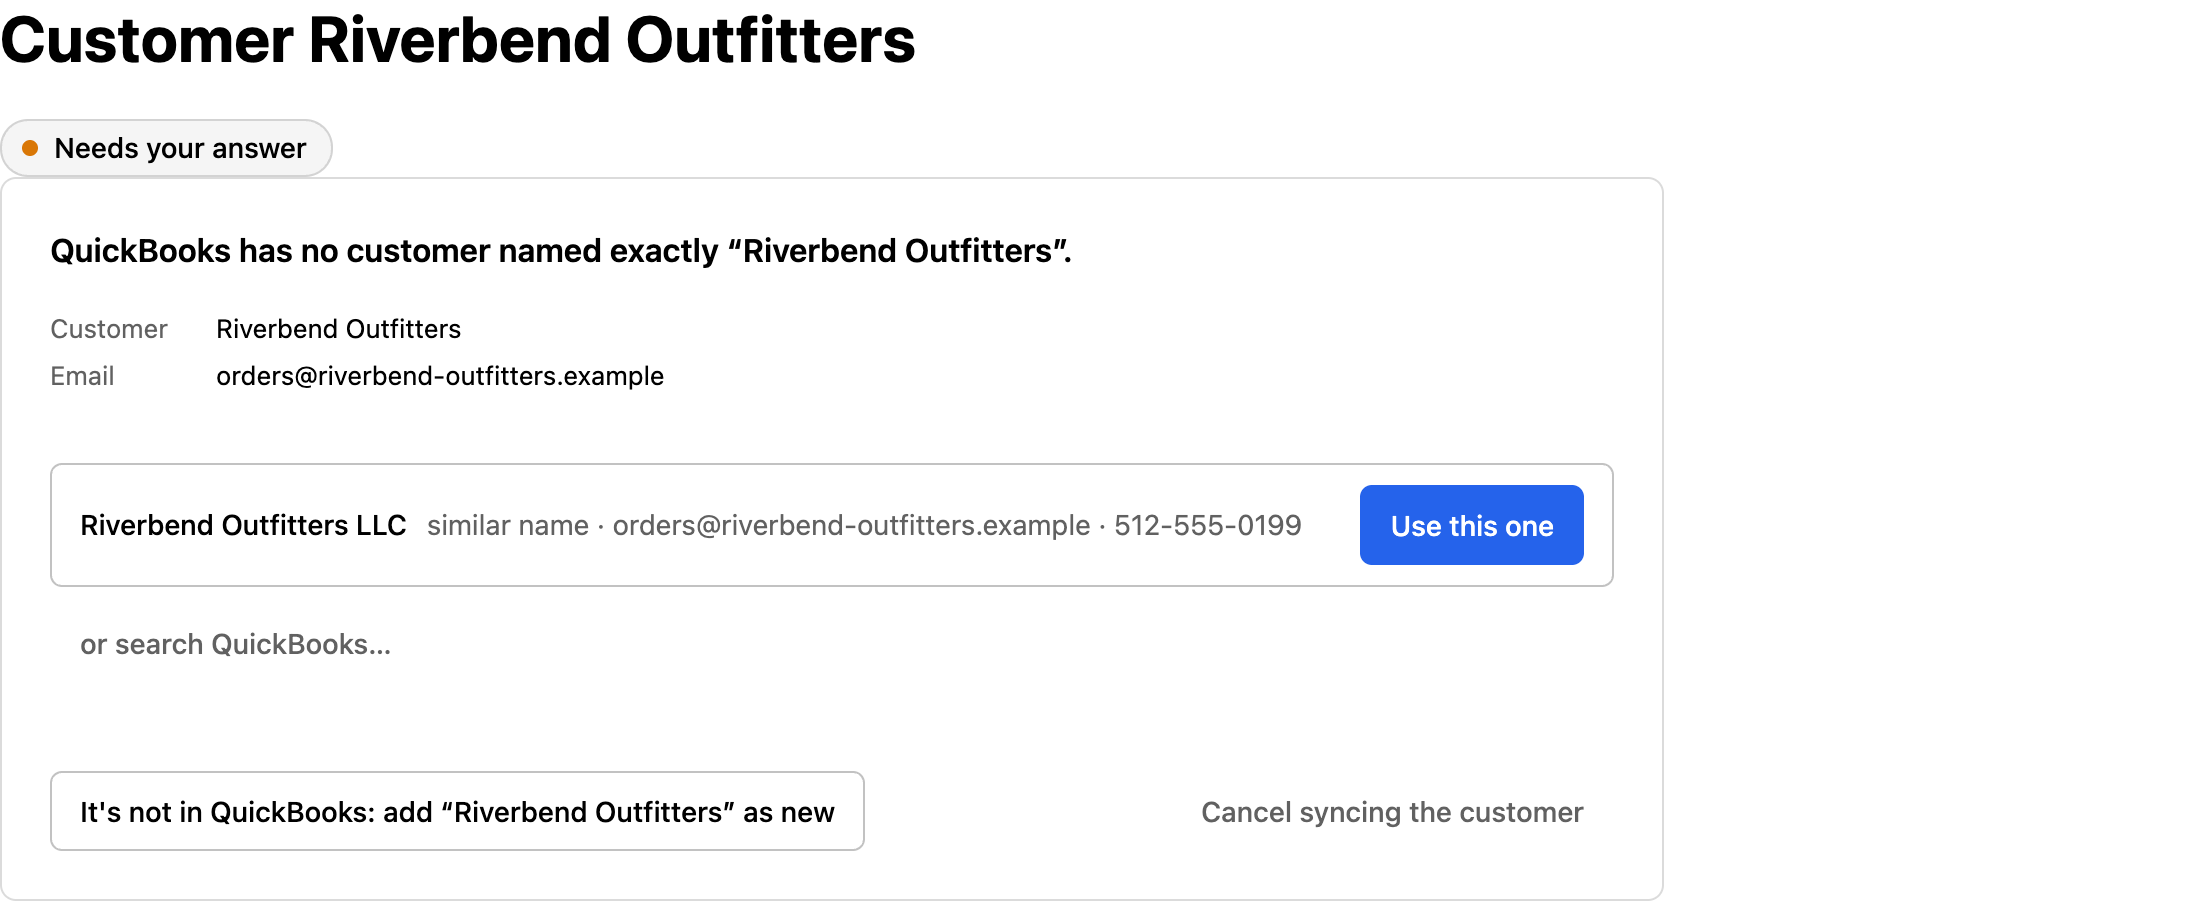 Customer Riverbend Outfitters
Needs your answer
QuickBooks has no customer named exactly “Riverbend Outfitters”.
Customer Riverbend Outfitters
Email orders@riverbend-outfitters.example
Riverbend Outfitters LLC similar name · orders@riverbend-outfitters.example · 512-555-0199 Use this one
or search QuickBooks...
It's not in QuickBooks: add “Riverbend Outfitters” as new Cancel syncing the customer